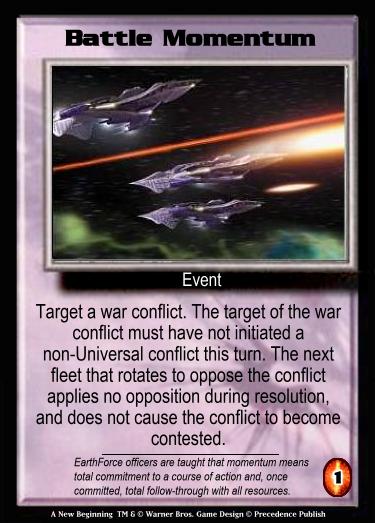 Battle Momentum
Event
Target a war conflict. The target of the war
conflict must have not initiated a
non-Universal conflict this turn. The next
fleet that rotates to oppose the conflict
applies no opposition during resolution,
and does not cause the conflict to become
contested.
EarthForce officers are taught that momentum means
total commitment to a course of action and, once
committed, total follow-through with all resources.
1
A New Beginning TM & © Warner Bros. Game Design © Precedence Publish